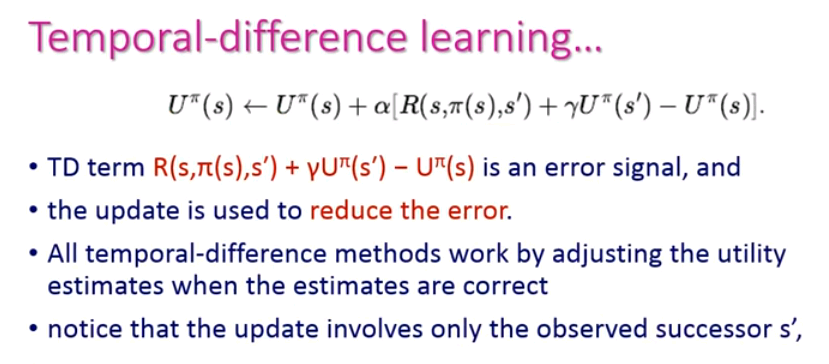 Temporal-difference learning...
U^π(s) ← U^π(s) + α[R(s,π(s),s′) + γU^π(s′) − U^π(s)].
• TD term R(s,π(s),s′) + γU^π(s′) – U^π(s) is an error signal, and
• the update is used to reduce the error.
• All temporal-difference methods work by adjusting the utility
estimates when the estimates are correct
• notice that the update involves only the observed successor s′,